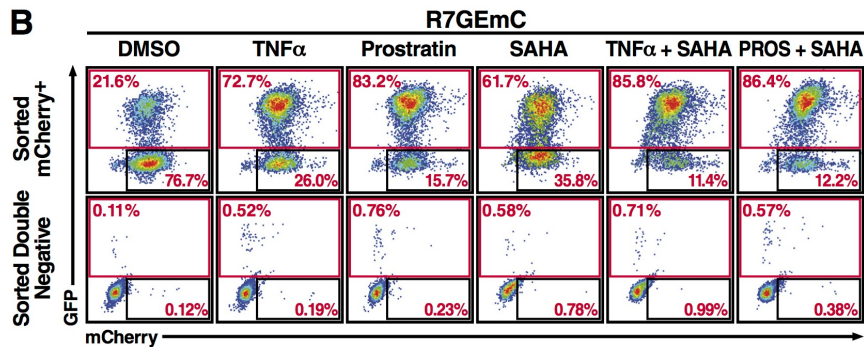 B
R7GEmC
DMSO TNFα Prostratin SAHA TNFα + SAHA PROS + SAHA
Sorted mCherry+
21.6% 72.7% 83.2% 61.7% 85.8% 86.4%
76.7% 26.0% 15.7% 35.8% 11.4% 12.2%
Sorted Double Negative
0.11% 0.52% 0.76% 0.58% 0.71% 0.57%
0.12% 0.19% 0.23% 0.78% 0.99% 0.38%
GFP
mCherry